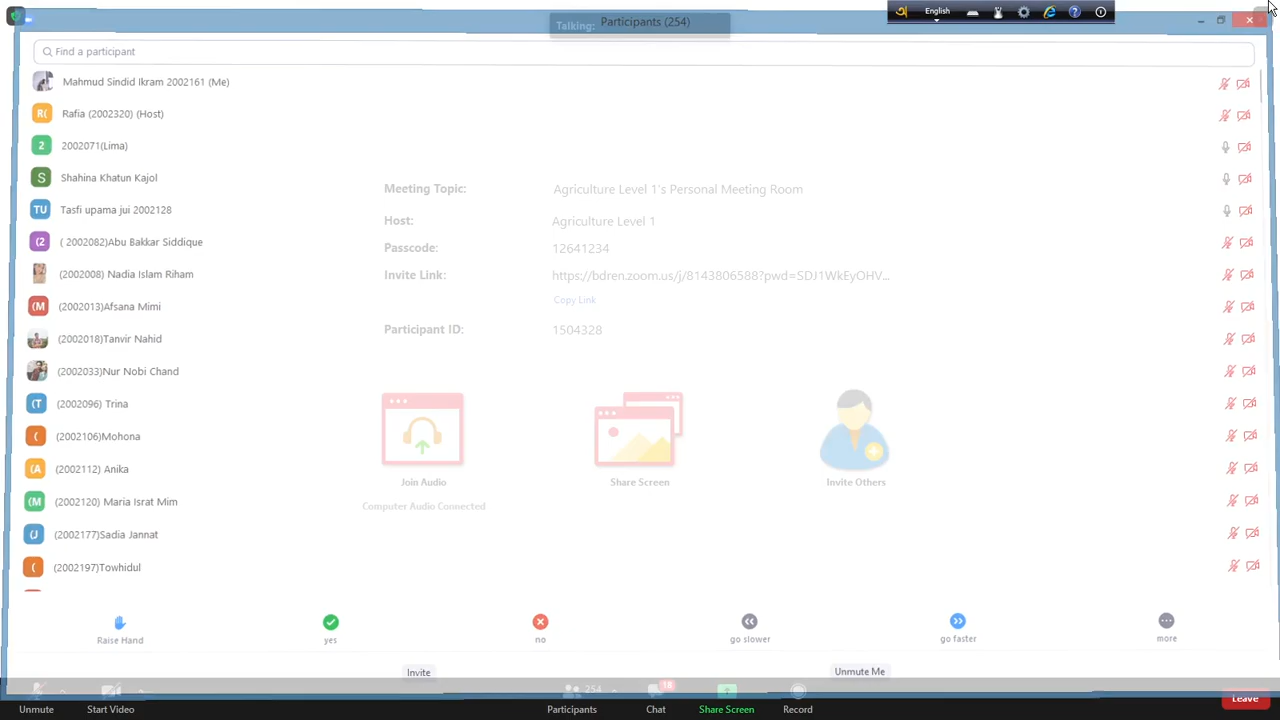 English
Talking:
Participants (254)
Find a participant
Mahmud Sindid Ikram 2002161 (Me)
R( Rafia (2002320) (Host)
2 2002071(Lima)
S Shahina Khatun Kajol
TU Tasfi upama jui 2002128
(2 ( 2002082)Abu Bakkar Siddique
(2002008) Nadia Islam Riham
(M (2002013)Afsana Mimi
(2002018)Tanvir Nahid
(2002033)Nur Nobi Chand
(T (2002096) Trina
( (2002106)Mohona
(A (2002112) Anika
(M (2002120) Maria Israt Mim
(J (2002177)Sadia Jannat
( (2002197)Towhidul
Meeting Topic: Agriculture Level 1's Personal Meeting Room
Host: Agriculture Level 1
Passcode: 12641234
Invite Link: https://bdren.zoom.us/j/8143806588?pwd=SDJ1WkEyOHV...
Copy Link
Participant ID: 1504328
Join Audio
Share Screen
Invite Others
Computer Audio Connected
Raise Hand
yes
no
go slower
go faster
more
Invite
Unmute Me
254
18
Unmute
Start Video
Participants
Chat
Share Screen
Record
Leave